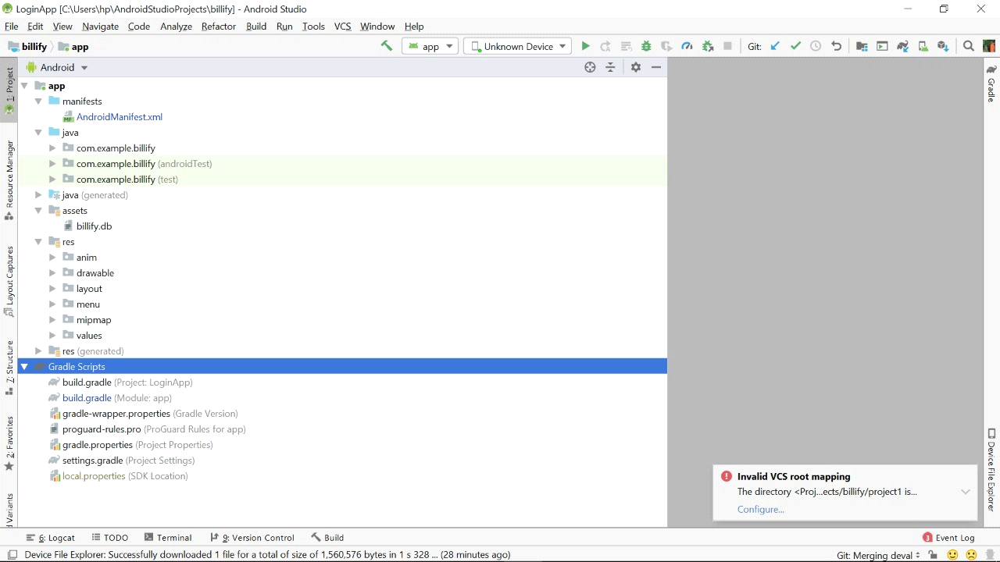 LoginApp [C:\Users\hp\AndroidStudioProjects\billify] - Android Studio
File Edit View Navigate Code Analyze Refactor Build Run Tools VCS Window Help
billify app
app
Unknown Device
Git:
1: Project
Resource Manager
Layout Captures
7: Structure
2: Favorites
Variants
Android
app
manifests
AndroidManifest.xml
java
com.example.billify
com.example.billify (androidTest)
com.example.billify (test)
java (generated)
assets
billify.db
res
anim
drawable
layout
menu
mipmap
values
res (generated)
Gradle Scripts
build.gradle (Project: LoginApp)
build.gradle (Module: app)
gradle-wrapper.properties (Gradle Version)
proguard-rules.pro (ProGuard Rules for app)
gradle.properties (Project Properties)
settings.gradle (Project Settings)
local.properties (SDK Location)
Gradle
Device File Explorer
Invalid VCS root mapping
The directory <Proj...ects/billify/project1 is...
Configure...
6: Logcat TODO Terminal 9: Version Control Build
3 Event Log
Device File Explorer: Successfully downloaded 1 file for a total of size of 1,560,576 bytes in 1 s 328 ... (28 minutes ago)
Git: Merging deval